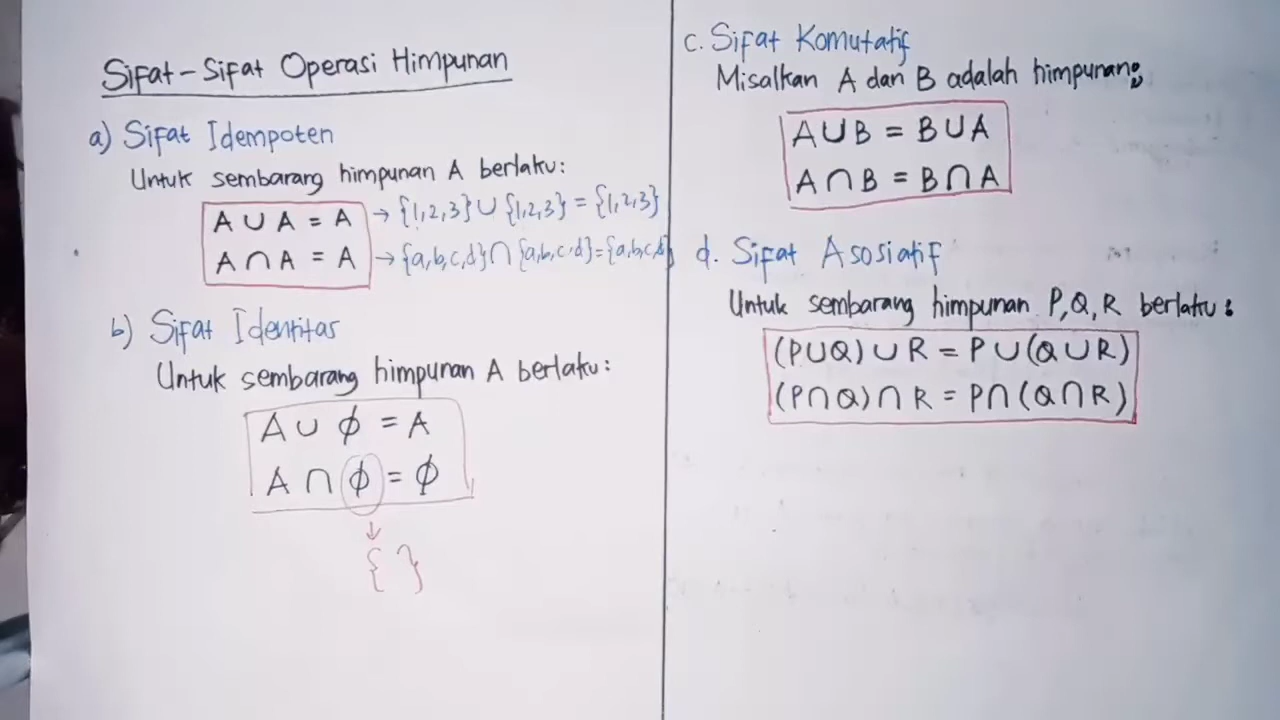 Sifat-Sifat Operasi Himpunan
a) Sifat Idempoten
Untuk sembarang himpunan A berlaku:
A ∪ A = A → {1,2,3} ∪ {1,2,3} = {1,2,3}
A ∩ A = A → {a,b,c,d} ∩ {a,b,c,d} = {a,b,c,d}
b) Sifat Identitas
Untuk sembarang himpunan A berlaku:
A ∪ ϕ = A
A ∩ ϕ = ϕ
↓
{ }
c. Sifat Komutatif
Misalkan A dan B adalah himpunan;
A ∪ B = B ∪ A
A ∩ B = B ∩ A
d. Sifat Asosiatif
Untuk sembarang himpunan P, Q, R berlaku:
(P ∪ Q) ∪ R = P ∪ (Q ∪ R)
(P ∩ Q) ∩ R = P ∩ (Q ∩ R)